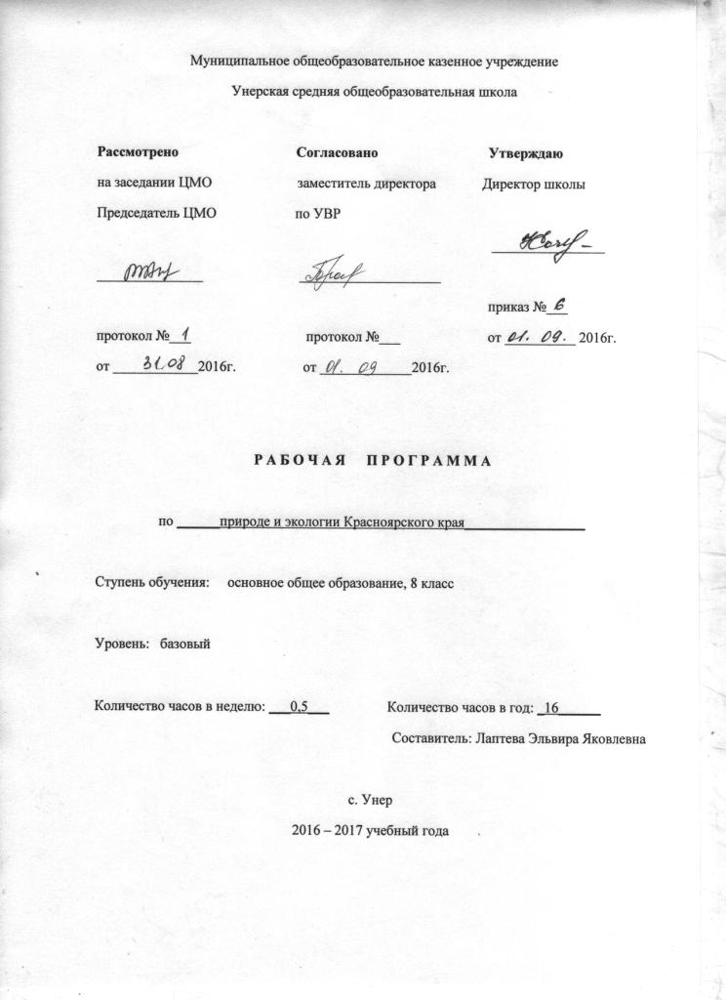 Муниципальное общеобразовательное казенное учреждение
Унерская средняя общеобразовательная школа
Рассмотрено Согласовано Утверждаю
на заседании ЦМО заместитель директора Директор школы
Председатель ЦМО по УВР
приказ № 6
протокол № 1 протокол №___ от 01. 09. 2016г.
от 31.08 2016г. от 01. 09 2016г.
РАБОЧАЯ ПРОГРАММА
по природе и экологии Красноярского края
Ступень обучения: основное общее образование, 8 класс
Уровень: базовый
Количество часов в неделю: 0,5 Количество часов в год: 16
Составитель: Лаптева Эльвира Яковлевна
с. Унер
2016 – 2017 учебный года